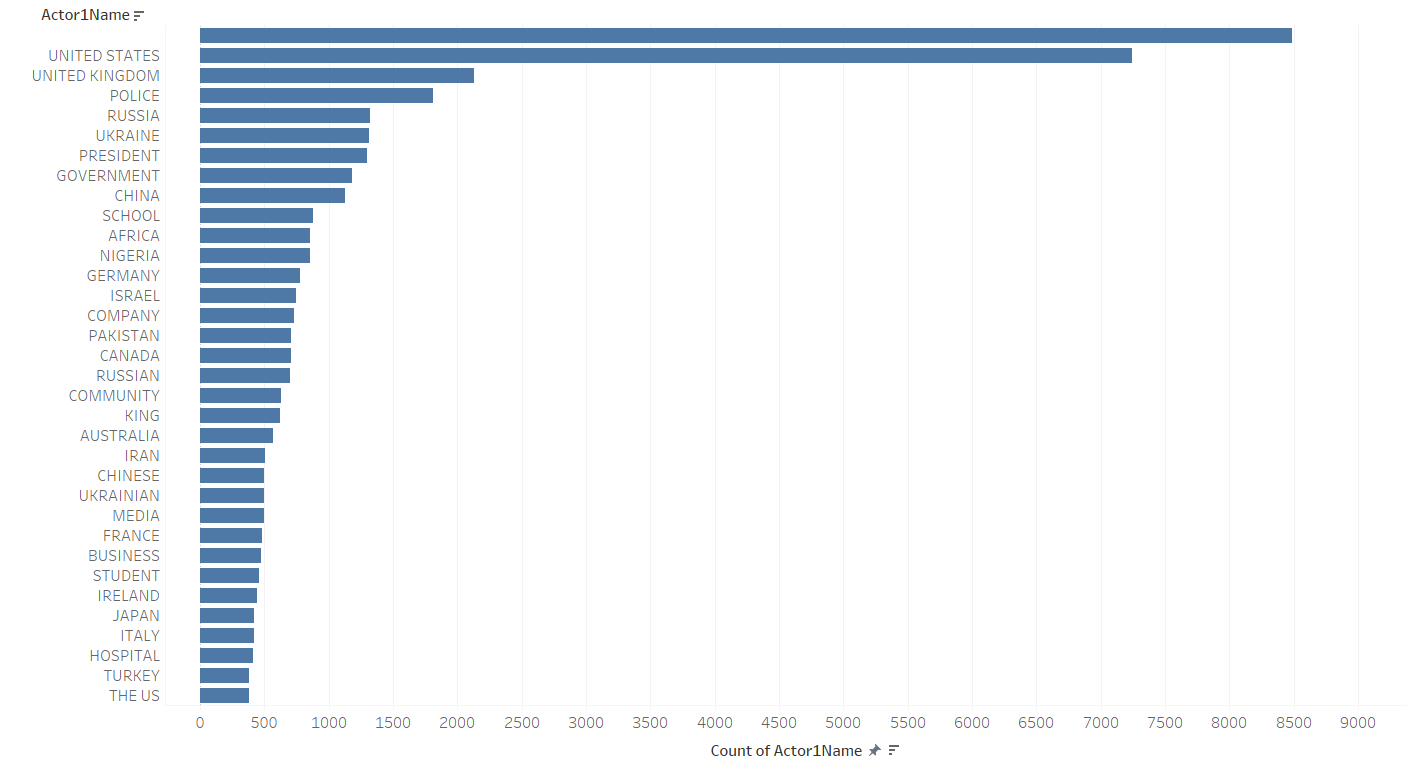 Actor1Name
UNITED STATES
UNITED KINGDOM
POLICE
RUSSIA
UKRAINE
PRESIDENT
GOVERNMENT
CHINA
SCHOOL
AFRICA
NIGERIA
GERMANY
ISRAEL
COMPANY
PAKISTAN
CANADA
RUSSIAN
COMMUNITY
KING
AUSTRALIA
IRAN
CHINESE
UKRAINIAN
MEDIA
FRANCE
BUSINESS
STUDENT
IRELAND
JAPAN
ITALY
HOSPITAL
TURKEY
THE US
0 500 1000 1500 2000 2500 3000 3500 4000 4500 5000 5500 6000 6500 7000 7500 8000 8500 9000
Count of Actor1Name